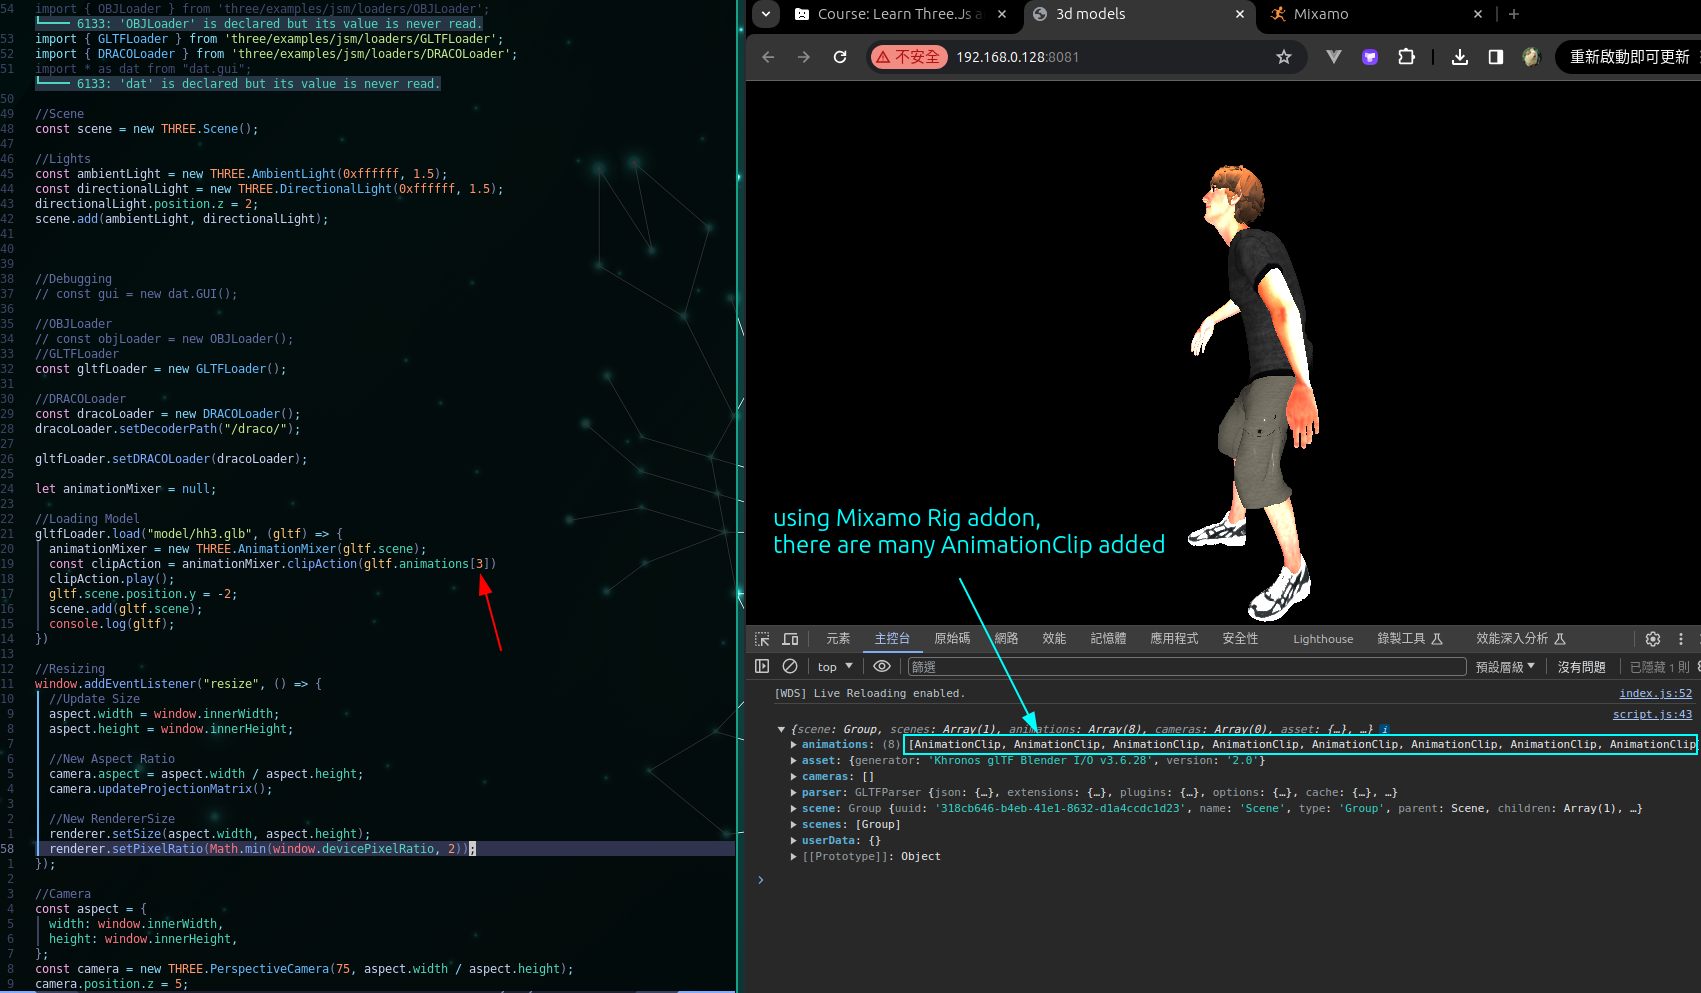 54 import { OBJLoader } from 'three/examples/jsm/loaders/OBJLoader';
6133: 'OBJLoader' is declared but its value is never read.
53 import { GLTFLoader } from 'three/examples/jsm/loaders/GLTFLoader';
52 import { DRACOLoader } from 'three/examples/jsm/loaders/DRACOLoader';
51 import * as dat from "dat.gui";
6133: 'dat' is declared but its value is never read.
50
49 //Scene
48 const scene = new THREE.Scene();
47
46 //Lights
45 const ambientLight = new THREE.AmbientLight(0xffffff, 1.5);
44 const directionalLight = new THREE.DirectionalLight(0xffffff, 1.5);
43 directionalLight.position.z = 2;
42 scene.add(ambientLight, directionalLight);
41
40
39
38 //Debugging
37 // const gui = new dat.GUI();
36
35 //OBJLoader
34 // const objLoader = new OBJLoader();
33 //GLTFLoader
32 const gltfLoader = new GLTFLoader();
31
30 //DRACOLoader
29 const dracoLoader = new DRACOLoader();
28 dracoLoader.setDecoderPath("/draco/");
27
26 gltfLoader.setDRACOLoader(dracoLoader);
25
24 let animationMixer = null;
23
22 //Loading Model
21 gltfLoader.load("model/hh3.glb", (gltf) => {
20 animationMixer = new THREE.AnimationMixer(gltf.scene);
19 const clipAction = animationMixer.clipAction(gltf.animations[3])
18 clipAction.play();
17 gltf.scene.position.y = -2;
16 scene.add(gltf.scene);
15 console.log(gltf);
14 })
13
12 //Resizing
11 window.addEventListener("resize", () => {
10 //Update Size
9 aspect.width = window.innerWidth;
8 aspect.height = window.innerHeight;
7
6 //New Aspect Ratio
5 camera.aspect = aspect.width / aspect.height;
4 camera.updateProjectionMatrix();
3
2 //New RendererSize
1 renderer.setSize(aspect.width, aspect.height);
58 renderer.setPixelRatio(Math.min(window.devicePixelRatio, 2));
1 });
2
3 //Camera
4 const aspect = {
5 width: window.innerWidth,
6 height: window.innerHeight,
7 };
8 const camera = new THREE.PerspectiveCamera(75, aspect.width / aspect.height);
9 camera.position.z = 5;
Course: Learn Three.Js a
3d models
Mixamo
不安全 192.168.0.128:8081
重新啟動即可更新
using Mixamo Rig addon,
there are many AnimationClip added
元素 主控台 原始碼 網路 效能 記憶體 應用程式 安全性 Lighthouse 錄製工具 效能深入分析
top 篩選 預設層級 沒有問題 已隱藏 1 則
[WDS] Live Reloading enabled. index.js:52
script.js:43
{scene: Group, scenes: Array(1), animations: Array(8), cameras: Array(0), asset: {…}, …}
animations: (8) [AnimationClip, AnimationClip, AnimationClip, AnimationClip, AnimationClip, AnimationClip, AnimationClip, AnimationClip
asset: {generator: 'Khronos glTF Blender I/O v3.6.28', version: '2.0'}
cameras: []
parser: GLTFParser {json: {…}, extensions: {…}, plugins: {…}, options: {…}, cache: {…}, …}
scene: Group {uuid: '318cb646-b4eb-41e1-8632-d1a4ccdc1d23', name: 'Scene', type: 'Group', parent: Scene, children: Array(1), …}
scenes: [Group]
userData: {}
[[Prototype]]: Object